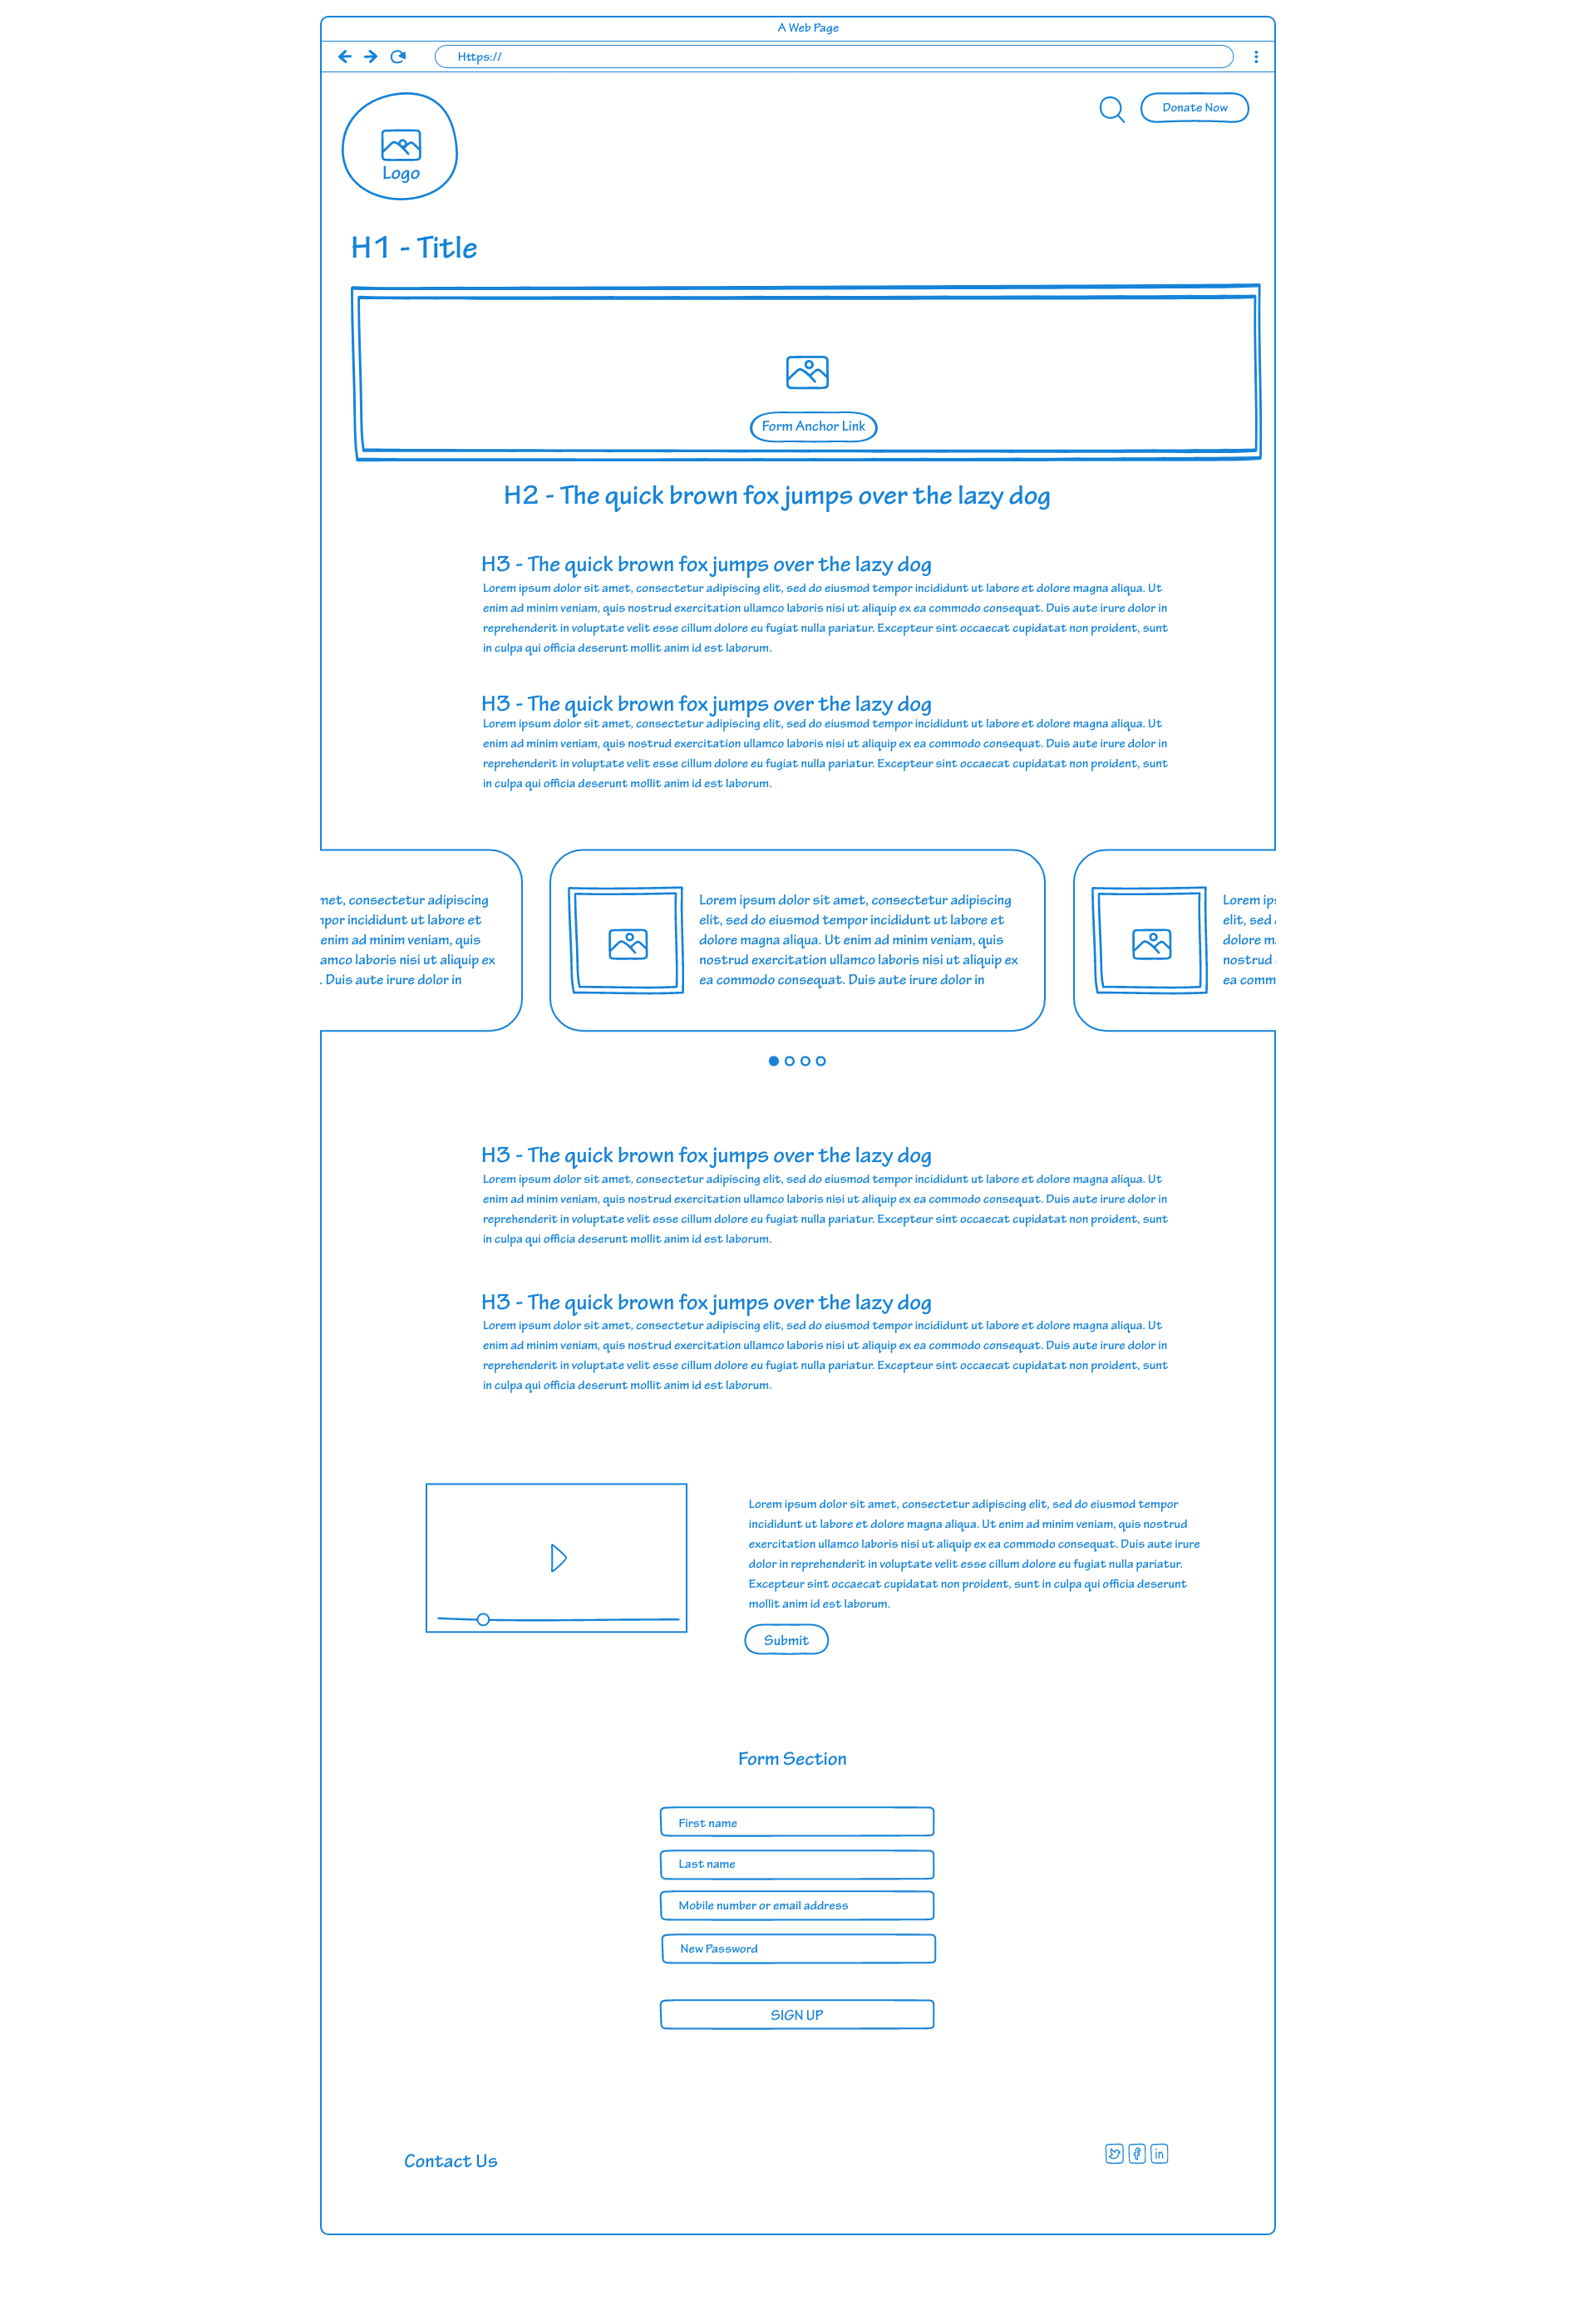 A Web Page
Https://
Donate Now
Logo
H1 - Title
Form Anchor Link
H2 - The quick brown fox jumps over the lazy dog
H3 - The quick brown fox jumps over the lazy dog
Lorem ipsum dolor sit amet, consectetur adipiscing elit, sed do eiusmod tempor incididunt ut labore et dolore magna aliqua. Ut
enim ad minim veniam, quis nostrud exercitation ullamco laboris nisi ut aliquip ex ea commodo consequat. Duis aute irure dolor in
reprehenderit in voluptate velit esse cillum dolore eu fugiat nulla pariatur. Excepteur sint occaecat cupidatat non proident, sunt
in culpa qui officia deserunt mollit anim id est laborum.
H3 - The quick brown fox jumps over the lazy dog
Lorem ipsum dolor sit amet, consectetur adipiscing elit, sed do eiusmod tempor incididunt ut labore et dolore magna aliqua. Ut
enim ad minim veniam, quis nostrud exercitation ullamco laboris nisi ut aliquip ex ea commodo consequat. Duis aute irure dolor in
reprehenderit in voluptate velit esse cillum dolore eu fugiat nulla pariatur. Excepteur sint occaecat cupidatat non proident, sunt
in culpa qui officia deserunt mollit anim id est laborum.
met, consectetur adipiscing
npor incididunt ut labore et
enim ad minim veniam, quis
amco laboris nisi ut aliquip ex
. Duis aute irure dolor in
Lorem ipsum dolor sit amet, consectetur adipiscing
elit, sed do eiusmod tempor incididunt ut labore et
dolore magna aliqua. Ut enim ad minim veniam, quis
nostrud exercitation ullamco laboris nisi ut aliquip ex
ea commodo consequat. Duis aute irure dolor in
Lorem ips
elit, sed
dolore m
nostrud
ea comm
H3 - The quick brown fox jumps over the lazy dog
Lorem ipsum dolor sit amet, consectetur adipiscing elit, sed do eiusmod tempor incididunt ut labore et dolore magna aliqua. Ut
enim ad minim veniam, quis nostrud exercitation ullamco laboris nisi ut aliquip ex ea commodo consequat. Duis aute irure dolor in
reprehenderit in voluptate velit esse cillum dolore eu fugiat nulla pariatur. Excepteur sint occaecat cupidatat non proident, sunt
in culpa qui officia deserunt mollit anim id est laborum.
H3 - The quick brown fox jumps over the lazy dog
Lorem ipsum dolor sit amet, consectetur adipiscing elit, sed do eiusmod tempor incididunt ut labore et dolore magna aliqua. Ut
enim ad minim veniam, quis nostrud exercitation ullamco laboris nisi ut aliquip ex ea commodo consequat. Duis aute irure dolor in
reprehenderit in voluptate velit esse cillum dolore eu fugiat nulla pariatur. Excepteur sint occaecat cupidatat non proident, sunt
in culpa qui officia deserunt mollit anim id est laborum.
Lorem ipsum dolor sit amet, consectetur adipiscing elit, sed do eiusmod tempor
incididunt ut labore et dolore magna aliqua. Ut enim ad minim veniam, quis nostrud
exercitation ullamco laboris nisi ut aliquip ex ea commodo consequat. Duis aute irure
dolor in reprehenderit in voluptate velit esse cillum dolore eu fugiat nulla pariatur.
Excepteur sint occaecat cupidatat non proident, sunt in culpa qui officia deserunt
mollit anim id est laborum.
Submit
Form Section
First name
Last name
Mobile number or email address
New Password
SIGN UP
Contact Us
f in